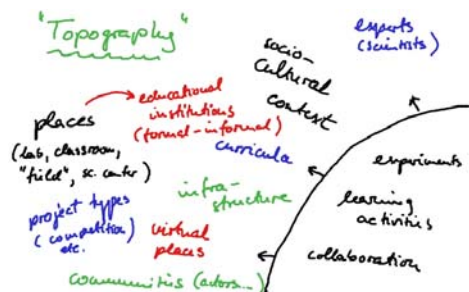 "Topography"
experts
(scientists)
socio-
cultural
context
educational
institutions
(formal-informal)
places
(lab, classroom,
"field", sc. center)
curricula
experiments
infra-
structure
learning
activities
project types
(competition)
etc.
virtual
places
collaboration
communities (actors...)